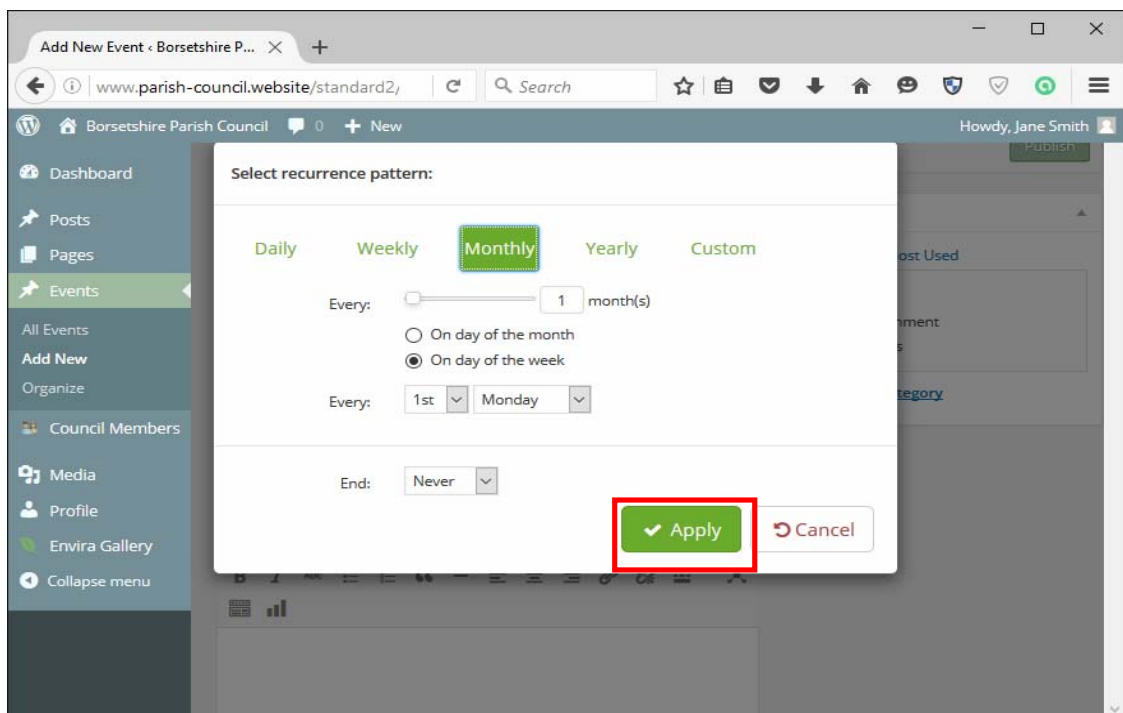 Add New Event ‹ Borsetshire P...
www.parish-council.website/standard2/
Search
Borsetshire Parish Council 0 + New
Howdy, Jane Smith
Publish
Dashboard
Posts
Pages
Events
All Events
Add New
Organize
Council Members
Media
Profile
Envira Gallery
Collapse menu
Select recurrence pattern:
Daily Weekly Monthly Yearly Custom
Every: 1 month(s)
On day of the month
On day of the week
Every: 1st Monday
End: Never
Apply Cancel
ost Used
nment
s
tegory
B I ABC